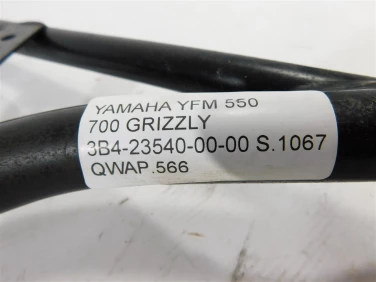 YAMAHA YFM 550
700 GRIZZLY
3B4-23540-00-00 S.1067
QWAP.566